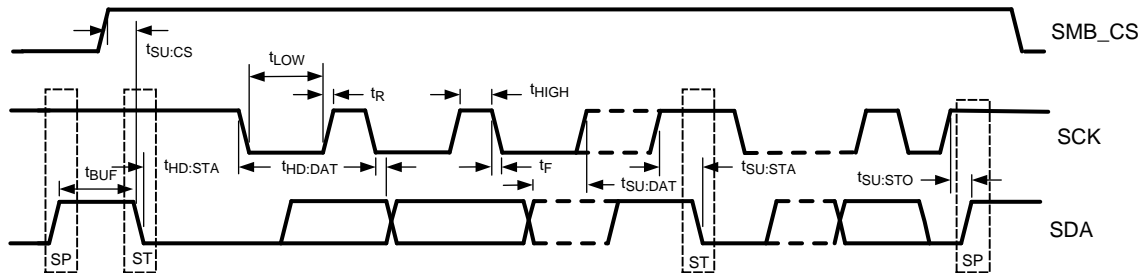 SMB_CS
tSU:CS
tLOW
tR
tHIGH
SCK
tBUF
tHD:STA
tHD:DAT
tF
tSU:DAT
tSU:STA
tSU:STO
SDA
SP
ST
ST
SP